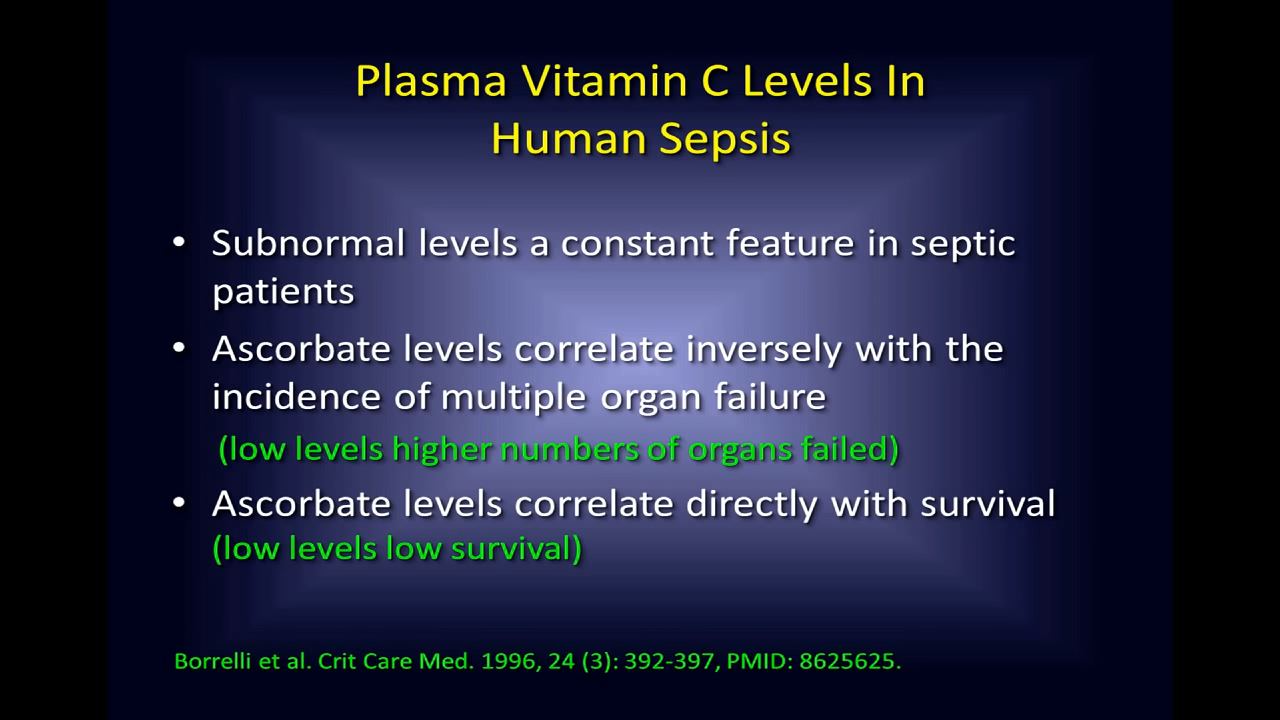 Plasma Vitamin C Levels In
Human Sepsis
• Subnormal levels a constant feature in septic
patients
• Ascorbate levels correlate inversely with the
incidence of multiple organ failure
(low levels higher numbers of organs failed)
• Ascorbate levels correlate directly with survival
(low levels low survival)
Borrelli et al. Crit Care Med. 1996, 24 (3): 392-397, PMID: 8625625.